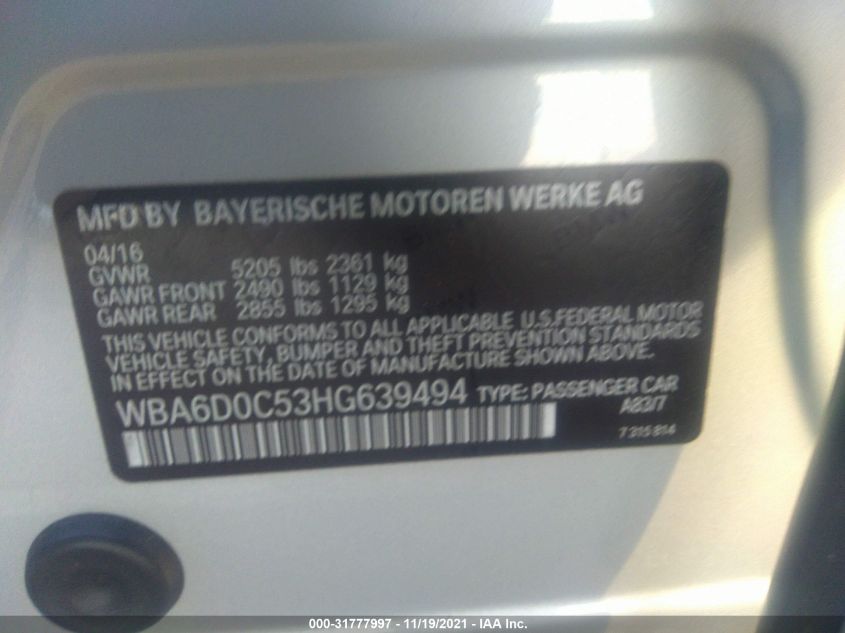 MFD BY BAYERISCHE MOTOREN WERKE AG
04/16
GVWR 5205 lbs 2361 kg
GAWR FRONT 2490 lbs 1129 kg
GAWR REAR 2855 lbs 1295 kg
THIS VEHICLE CONFORMS TO ALL APPLICABLE U.S.FEDERAL MOTOR
VEHICLE SAFETY, BUMPER AND THEFT PREVENTION STANDARDS
IN EFFECT ON THE DATE OF MANUFACTURE SHOWN ABOVE.
WBA6D0C53HG639494 TYPE: PASSENGER CAR
A83/7
7 315 814
000-31777997 - 11/19/2021 - IAA Inc.